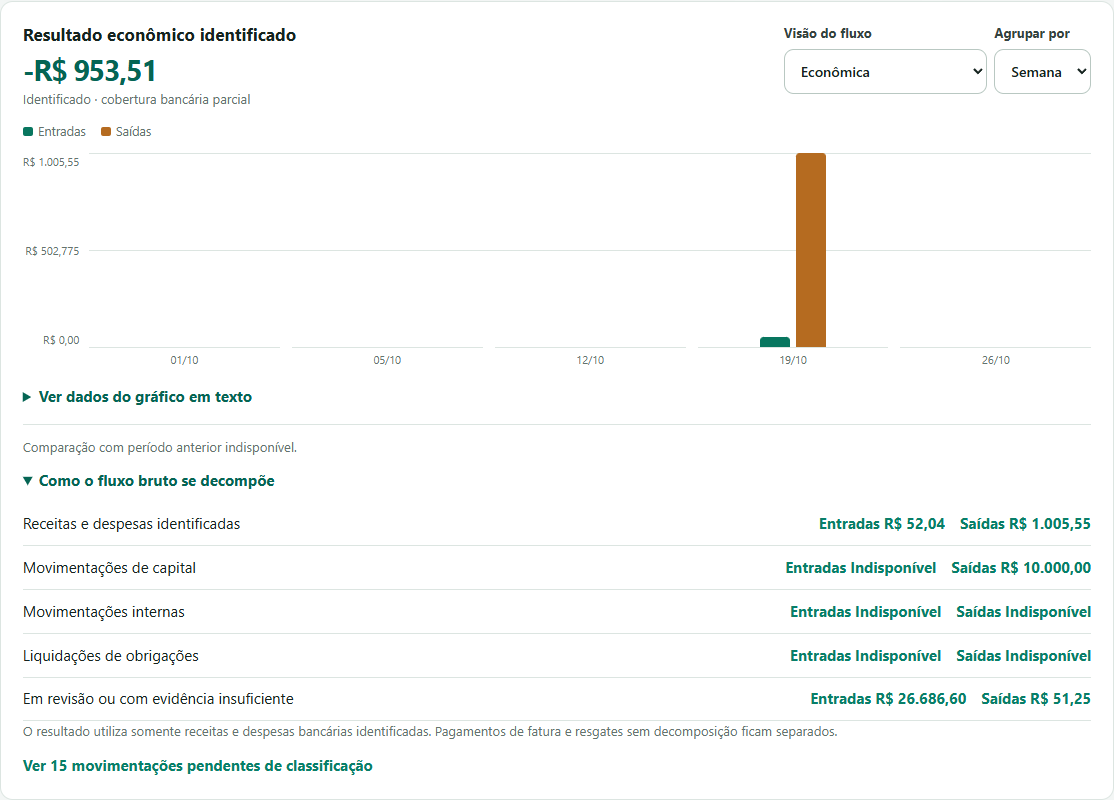 Resultado econômico identificado
-R$ 953,51
Identificado · cobertura bancária parcial
Visão do fluxo
Econômica
Agrupar por
Semana
Entradas
Saídas
R$ 1.005,55
R$ 502,775
R$ 0,00
01/10
05/10
12/10
19/10
26/10
Ver dados do gráfico em texto
Comparação com período anterior indisponível.
Como o fluxo bruto se decompõe
Receitas e despesas identificadas Entradas R$ 52,04 Saídas R$ 1.005,55
Movimentações de capital Entradas Indisponível Saídas R$ 10.000,00
Movimentações internas Entradas Indisponível Saídas Indisponível
Liquidações de obrigações Entradas Indisponível Saídas Indisponível
Em revisão ou com evidência insuficiente Entradas R$ 26.686,60 Saídas R$ 51,25
O resultado utiliza somente receitas e despesas bancárias identificadas. Pagamentos de fatura e resgates sem decomposição ficam separados.
Ver 15 movimentações pendentes de classificação